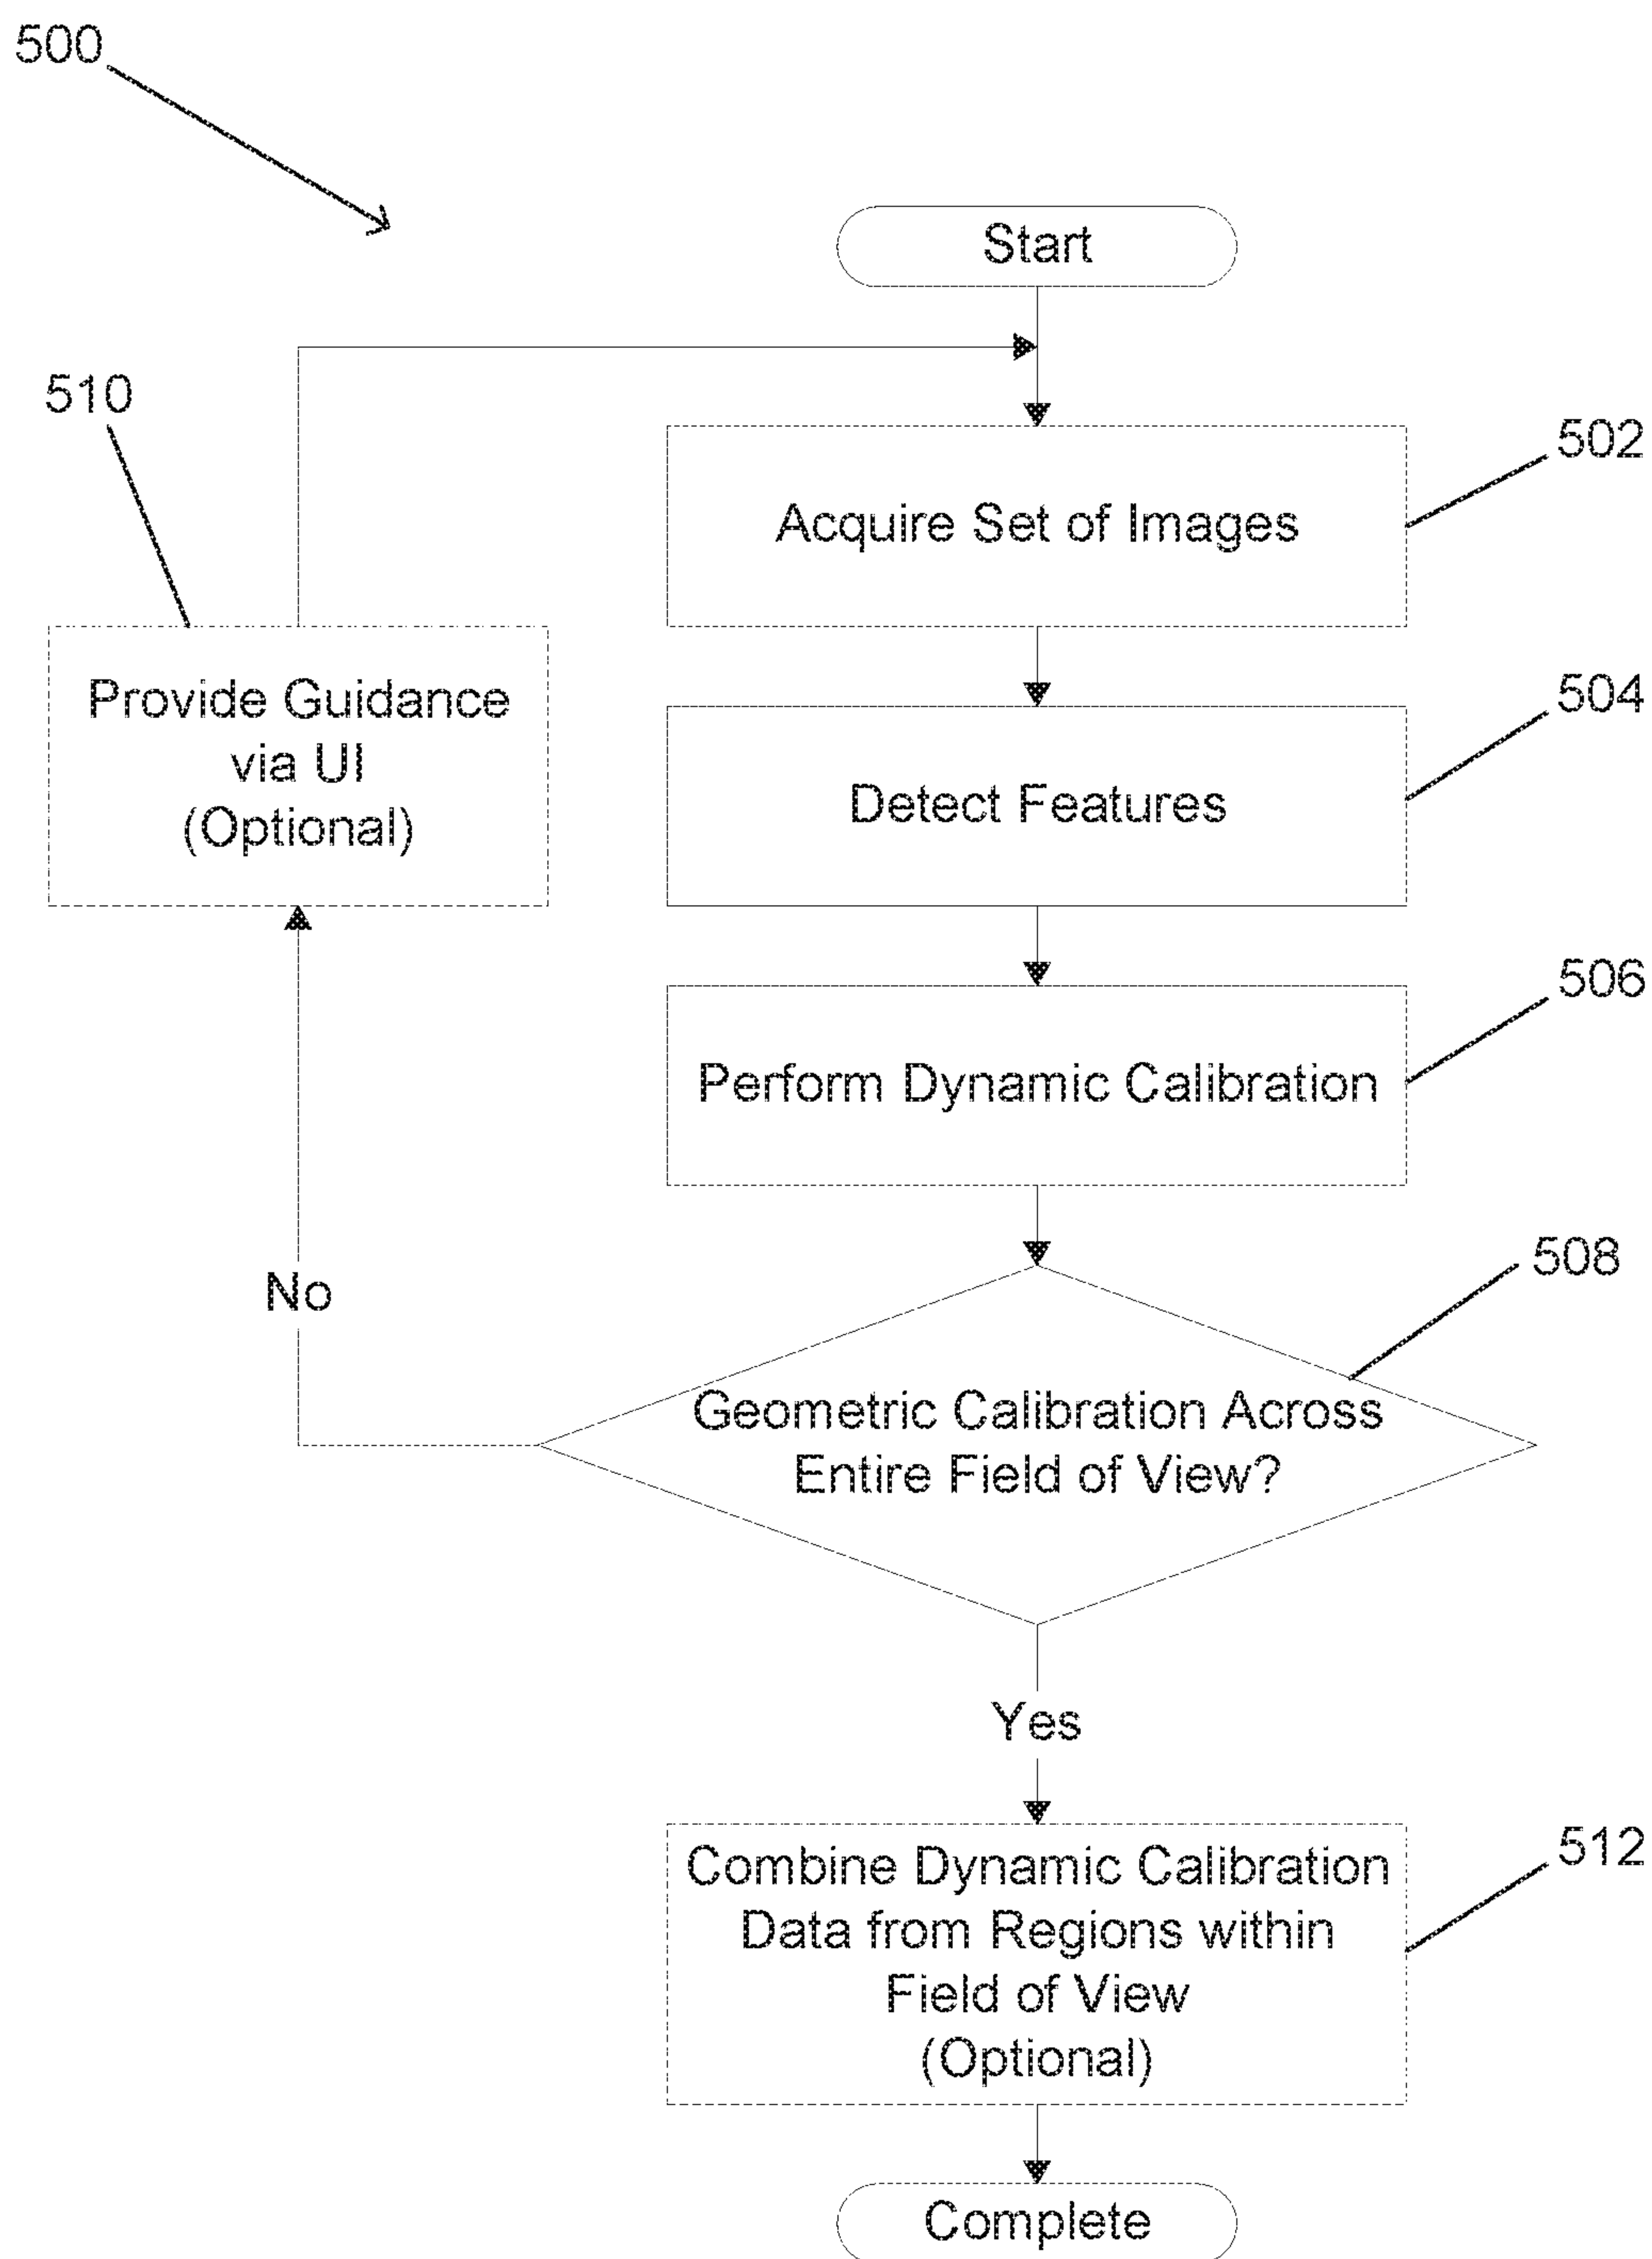 500
Start
510
502
Acquire Set of Images
Provide Guidance
via UI
(Optional)
504
Detect Features
506
Perform Dynamic Calibration
No
508
Geometric Calibration Across
Entire Field of View?
Yes
512
Combine Dynamic Calibration
Data from Regions within
Field of View
(Optional)
Complete